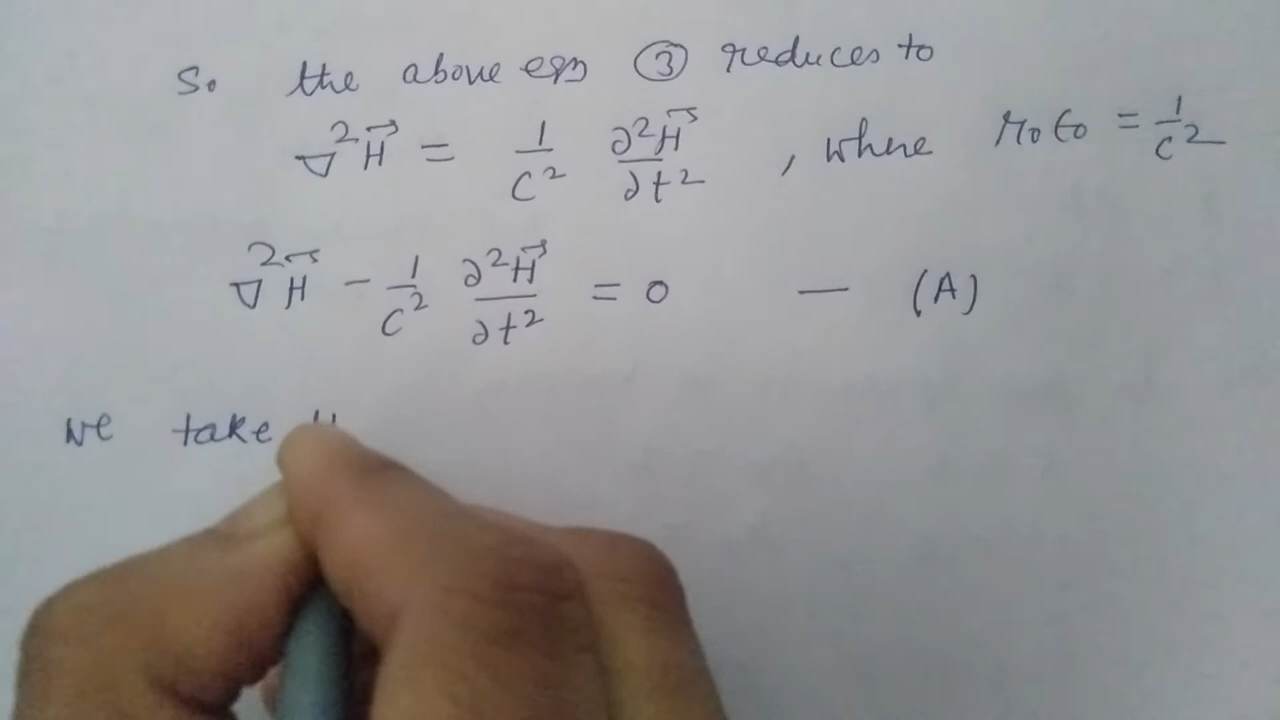 So the above eqn ③ reduces to
∇²H⃗ = 1/c² ∂²H⃗/∂t² , where μ₀ϵ₀ = 1/c²
∇²H⃗ − 1/c² ∂²H⃗/∂t² = 0 — (A)
we take